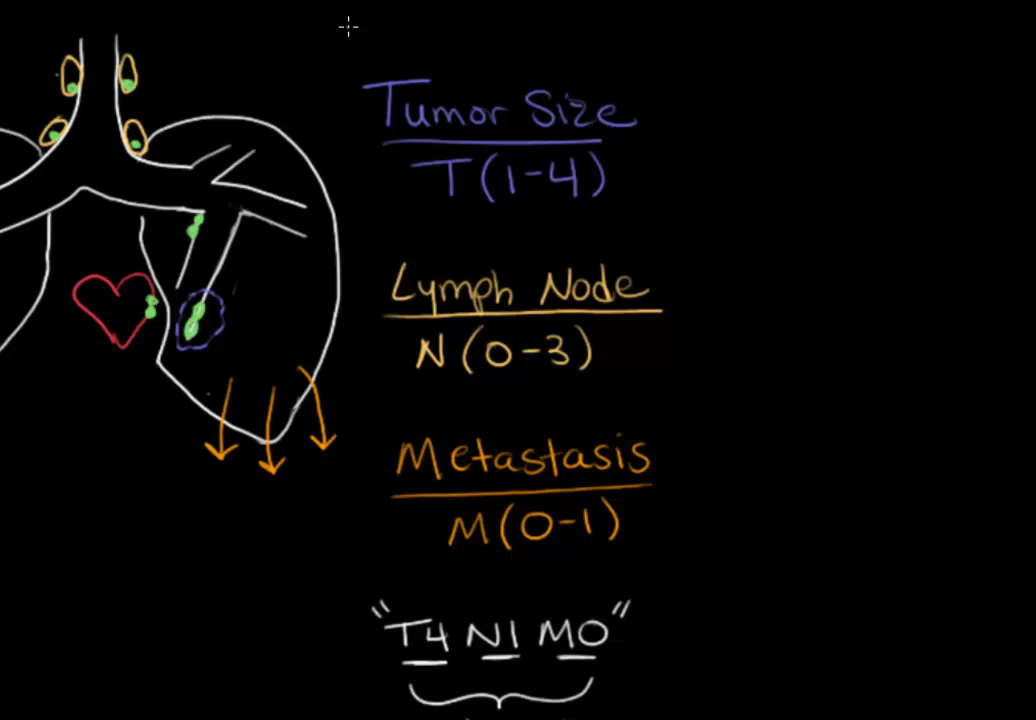 Tumor Size
T(1-4)
Lymph Node
N(0-3)
Metastasis
M(0-1)
"T4 N1 M0"